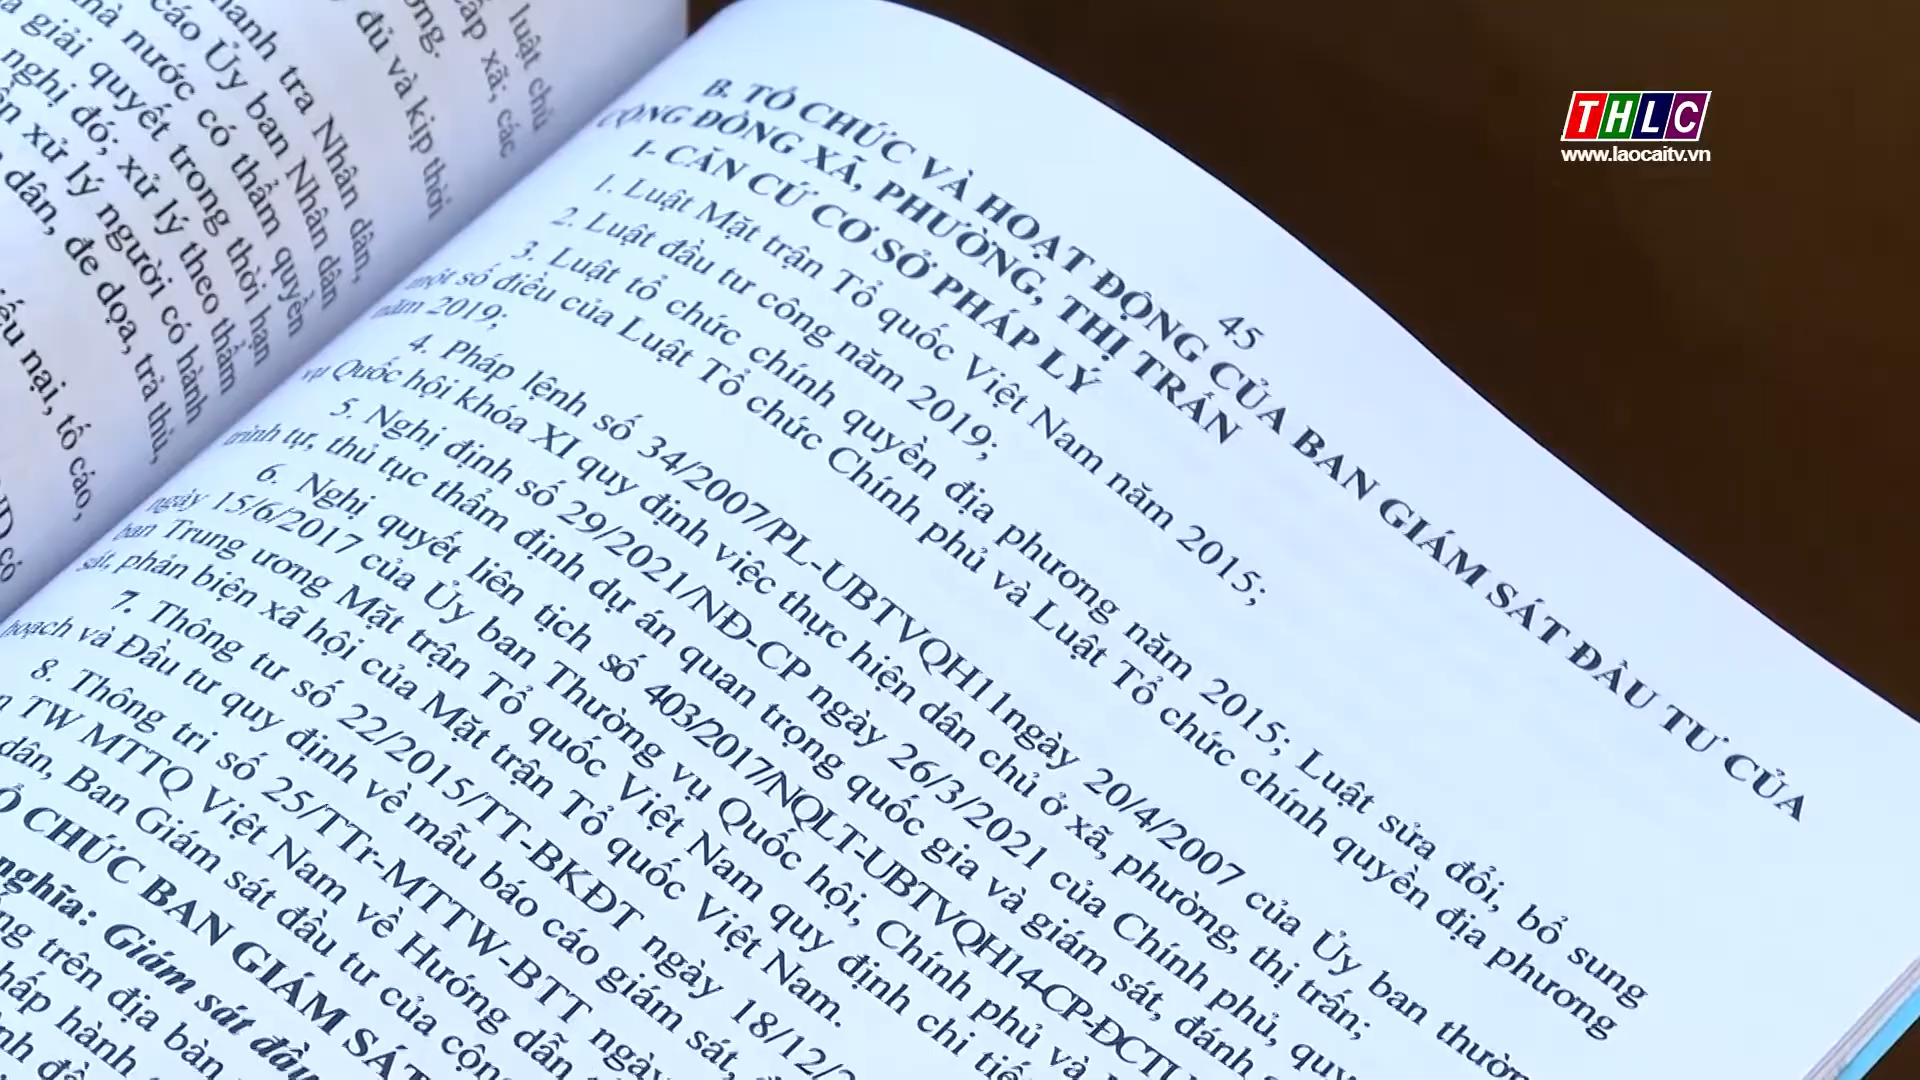 luật chủ
cấp xã; các
đủ và kịp thời
thanh tra Nhân dân,
cáo Ủy ban Nhân dân
nhà nước có thẩm quyền
giải quyết trong thời hạn
nghị đó; xử lý theo thẩm
xử lý người có hành
dân, đe dọa, trả thù,
nại, tố cáo,
có
45
B. TỔ CHỨC VÀ HOẠT ĐỘNG CỦA BAN GIÁM SÁT ĐẦU TƯ CỦA
CỘNG ĐỒNG XÃ, PHƯỜNG, THỊ TRẤN
I- CĂN CỨ CƠ SỞ PHÁP LÝ
1. Luật Mặt trận Tổ quốc Việt Nam năm 2015;
2. Luật đầu tư công năm 2019;
3. Luật tổ chức chính quyền địa phương năm 2015; Luật sửa đổi, bổ sung
một số điều của Luật Tổ chức Chính phủ và Luật Tổ chức chính quyền địa phương
năm 2019;
4. Pháp lệnh số 34/2007/PL-UBTVQH11ngày 20/4/2007 của Ủy ban thường
vụ Quốc hội khóa XI quy định việc thực hiện dân chủ ở xã, phường, thị trấn;
5. Nghị định số 29/2021/NĐ-CP ngày 26/3/2021 của Chính phủ, quy
trình tự, thủ tục thẩm định dự án quan trọng quốc gia và giám sát, đánh
6. Nghị quyết liên tịch số 403/2017/NQLT-UBTVQH14-CP-ĐCTU
ngày 15/6/2017 của Ủy ban Thường vụ Quốc hội, Chính phủ và
ban Trung ương Mặt trận Tổ quốc Việt Nam quy định chi tiết
sát, phản biện xã hội của Mặt trận Tổ quốc Việt Nam.
7. Thông tư số 22/2015/TT-BKĐT ngày 18/12/2
hoạch và Đầu tư quy định về mẫu báo cáo giám sát,
8. Thông tri số 25/TTr-MTTW-BTT ngày
TW MTTQ Việt Nam về Hướng dẫn
dân, Ban Giám sát đầu tư của cộng
CHỨC BAN GIÁM SÁT
nghĩa: Giám sát đầu
trên địa bàn
chấp hành
THLC
www.laocaitv.vn